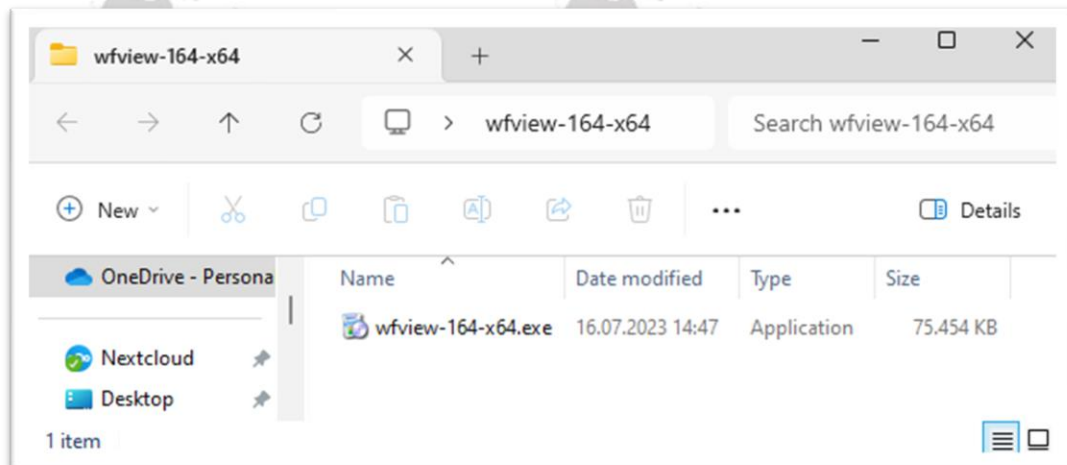 wfview-164-x64
wfview-164-x64 Search wfview-164-x64
New Details
OneDrive - Persona Name Date modified Type Size
wfview-164-x64.exe 16.07.2023 14:47 Application 75.454 KB
Nextcloud
Desktop
1 item